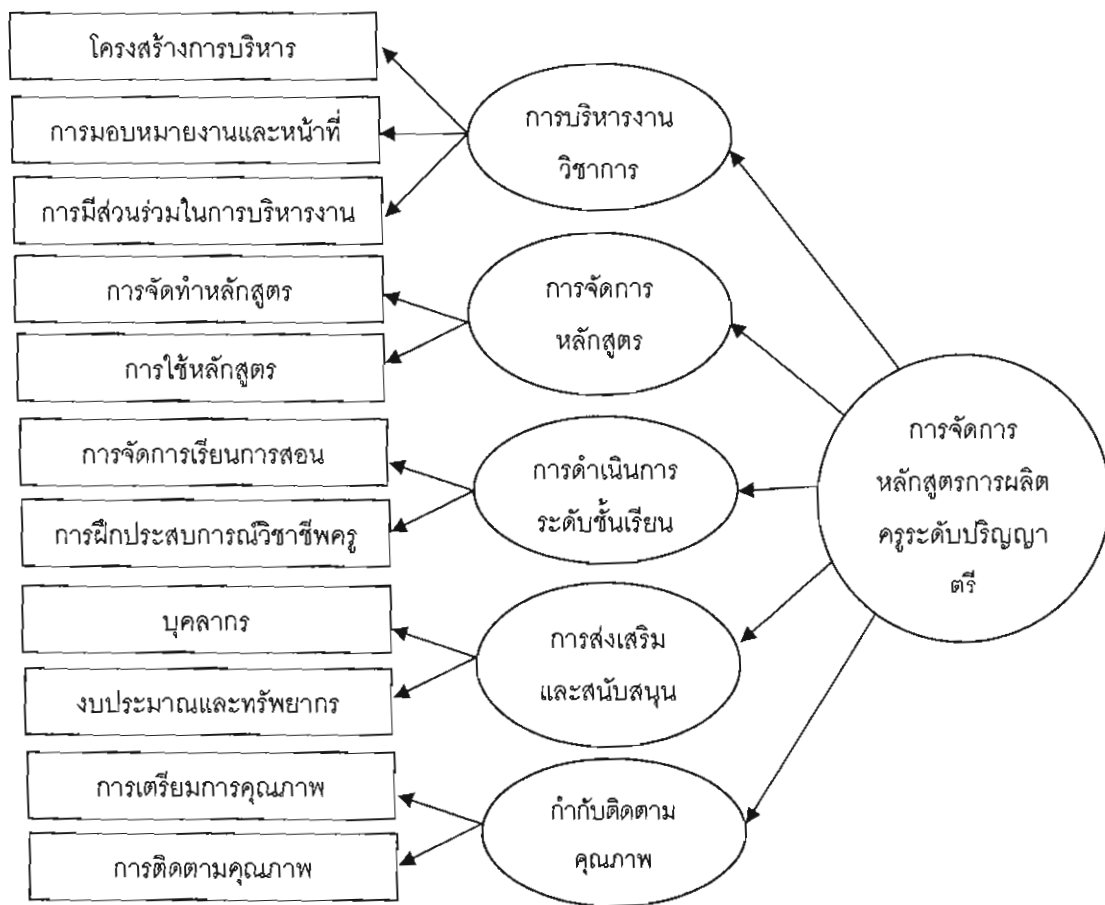 โครงสร้างการบริหาร
การมอบหมายงานและหน้าที่
การมีส่วนร่วมในการบริหารงาน
การจัดทำหลักสูตร
การใช้หลักสูตร
การจัดการเรียนการสอน
การฝึกประสบการณ์วิชาชีพครู
บุคลากร
งบประมาณและทรัพยากร
การเตรียมการคุณภาพ
การติดตามคุณภาพ
การบริหารงาน
วิชาการ
การจัดการ
หลักสูตร
การดำเนินการ
ระดับชั้นเรียน
การส่งเสริม
และสนับสนุน
กำกับติดตาม
คุณภาพ
การจัดการ
หลักสูตรการผลิต
ครูระดับปริญญา
ตรี